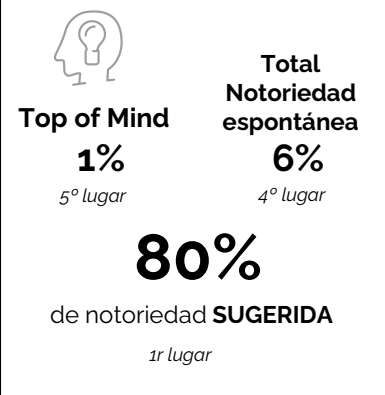 Top of Mind
1%
5º lugar
Total
Notoriedad
espontánea
6%
4º lugar
80%
de notoriedad SUGERIDA
1r lugar